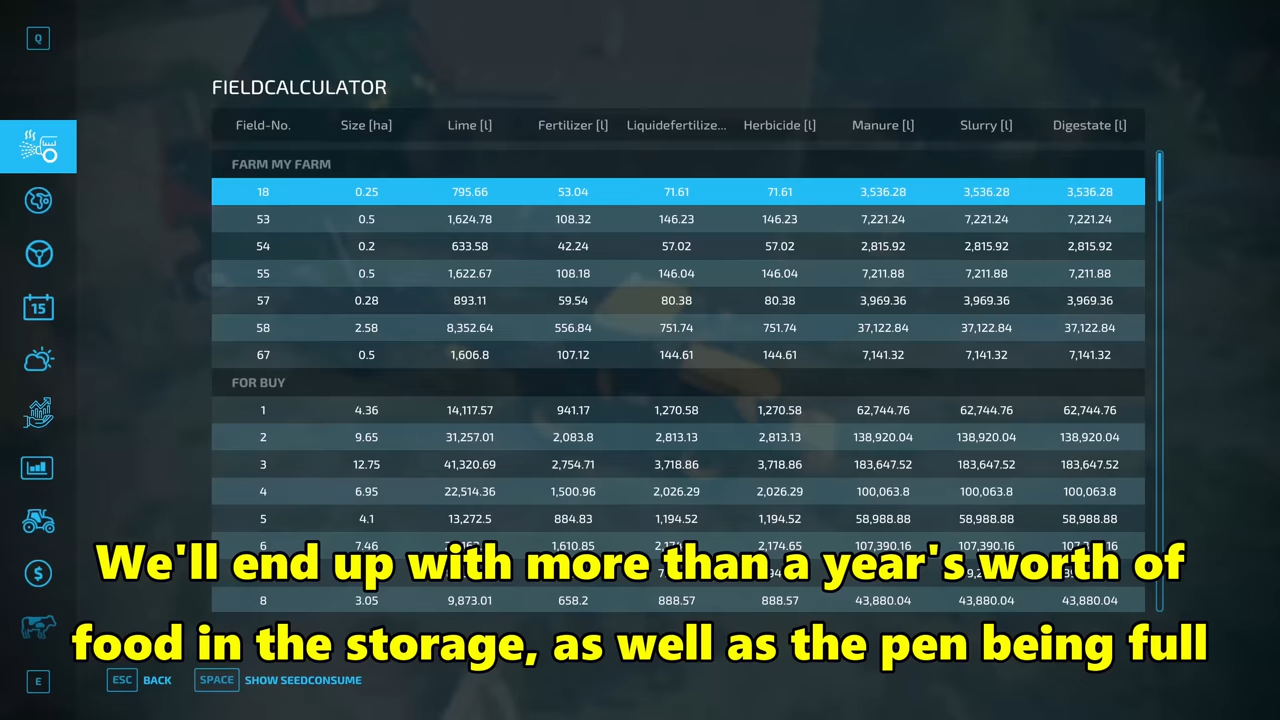 Q
FIELDCALCULATOR
Field-No. Size [ha] Lime [l] Fertilizer [l] Liquidefertilize... Herbicide [l] Manure [l] Slurry [l] Digestate [l]
FARM MY FARM
18 0.25 795.66 53.04 71.61 71.61 3,536.28 3,536.28 3,536.28
53 0.5 1,624.78 108.32 146.23 146.23 7,221.24 7,221.24 7,221.24
54 0.2 633.58 42.24 57.02 57.02 2,815.92 2,815.92 2,815.92
55 0.5 1,622.67 108.18 146.04 146.04 7,211.88 7,211.88 7,211.88
57 0.28 893.11 59.54 80.38 80.38 3,969.36 3,969.36 3,969.36
58 2.58 8,352.64 556.84 751.74 751.74 37,122.84 37,122.84 37,122.84
67 0.5 1,606.8 107.12 144.61 144.61 7,141.32 7,141.32 7,141.32
FOR BUY
1 4.36 14,117.57 941.17 1,270.58 1,270.58 62,744.76 62,744.76 62,744.76
2 9.65 31,257.01 2,083.8 2,813.13 2,813.13 138,920.04 138,920.04 138,920.04
3 12.75 41,320.69 2,754.71 3,718.86 3,718.86 183,647.52 183,647.52 183,647.52
4 6.95 22,514.36 1,500.96 2,026.29 2,026.29 100,063.8 100,063.8 100,063.8
5 4.1 13,272.5 884.83 1,194.52 1,194.52 58,988.88 58,988.88 58,988.88
6 7.46 1,610.85 2,174.65 107,390.16 107,390.16
8 3.05 9,873.01 658.2 888.57 888.57 43,880.04 43,880.04 43,880.04
We'll end up with more than a year's worth of
food in the storage, as well as the pen being full
15
$
E
ESC BACK SPACE SHOW SEEDCONSUME